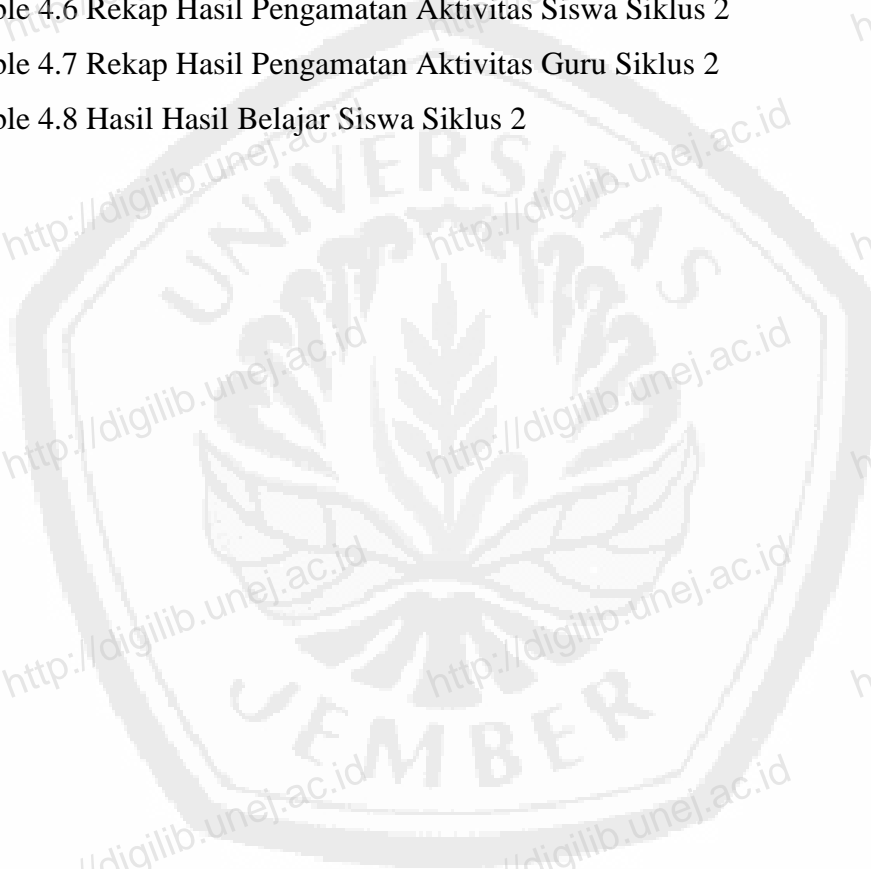 ble 4.6 Rekap Hasil Pengamatan Aktivitas Siswa Siklus 2
ble 4.7 Rekap Hasil Pengamatan Aktivitas Guru Siklus 2
ble 4.8 Hasil Hasil Belajar Siswa Siklus 2
http://digilib.unej.ac.id
http://digilib.unej.ac.id
UNIVERSITAS
http://digilib.unej.ac.id
http://digilib.unej.ac.id
http://digilib.unej.ac.id
http://digilib.unej.ac.id
JEMBER
//digilib.unej.ac.id
//digilib.unej.ac.id